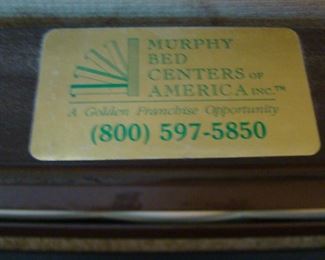 MURPHY
BED
CENTERS OF
AMERICA INC.™
A Golden Franchise Opportunity
(800) 597-5850